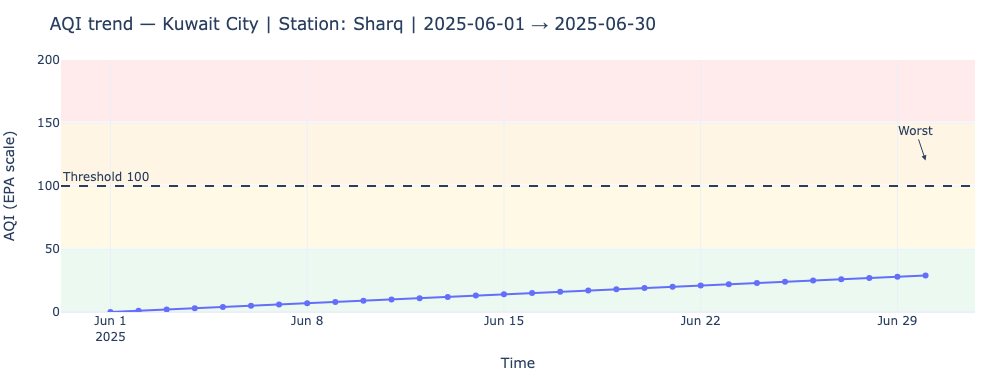 AQI trend — Kuwait City | Station: Sharq | 2025-06-01 → 2025-06-30
AQI (EPA scale)
200
150
100
50
0
Threshold 100
Worst
Jun 1
2025
Jun 8
Jun 15
Jun 22
Jun 29
Time